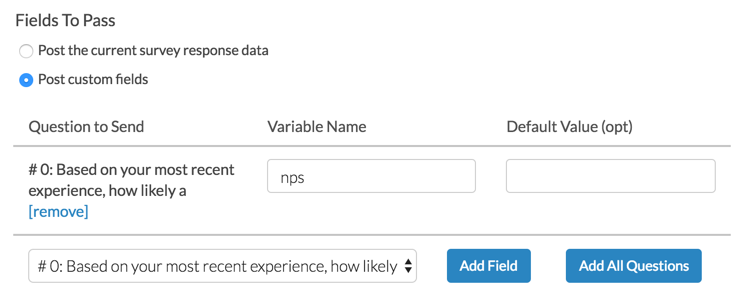 Fields To Pass
Post the current survey response data
Post custom fields
Question to Send Variable Name Default Value (opt)
# 0: Based on your most recent
experience, how likely a
[remove]
nps
# 0: Based on your most recent experience, how likely
Add Field
Add All Questions